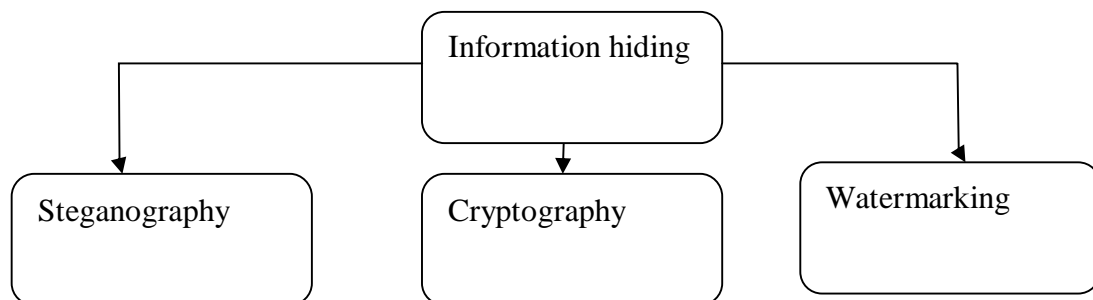 Information hiding
Steganography
Cryptography
Watermarking